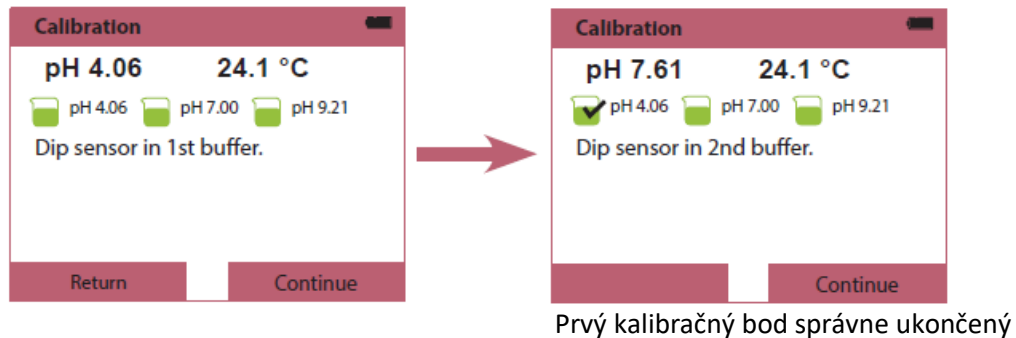 Calibration
pH 4.06 24.1 °C
pH 4.06 pH 7.00 pH 9.21
Dip sensor in 1st buffer.
Return Continue
Calibration
pH 7.61 24.1 °C
pH 4.06 pH 7.00 pH 9.21
Dip sensor in 2nd buffer.
Continue
Prvý kalibračný bod správne ukončený